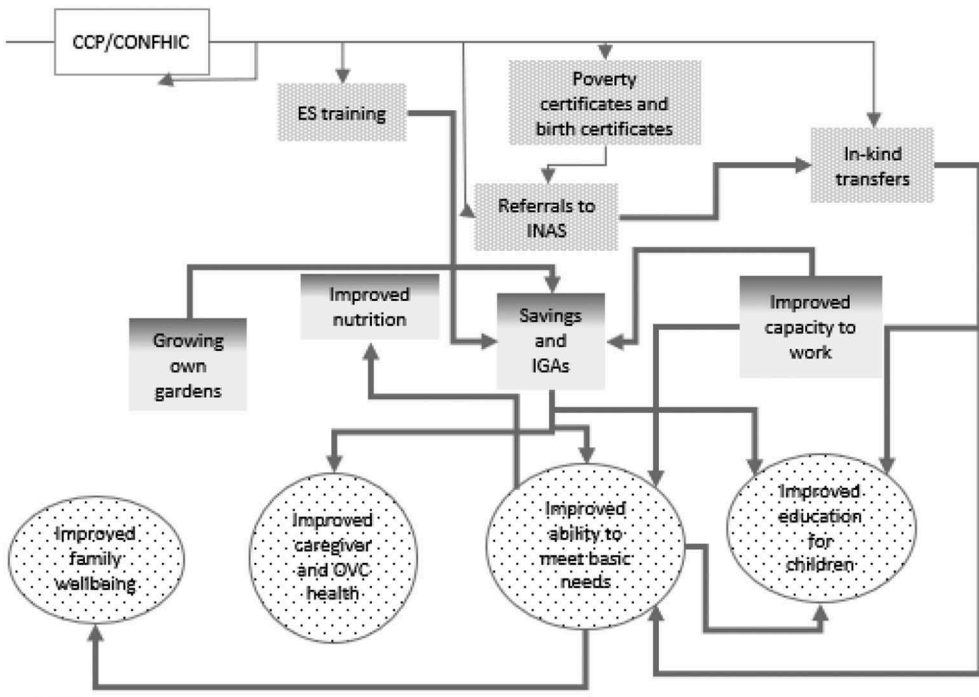 CCP/CONFHIC
ES training
Poverty
certificates and
birth certificates
In-kind
transfers
Referrals to
INAS
Improved
nutrition
Savings
and
IGAs
Improved
capacity to
work
Growing
own
gardens
Improved
family
wellbeing
Improved
caregiver
and OVC
health
Improved
ability to
meet basic
needs
Improved
education
for
children